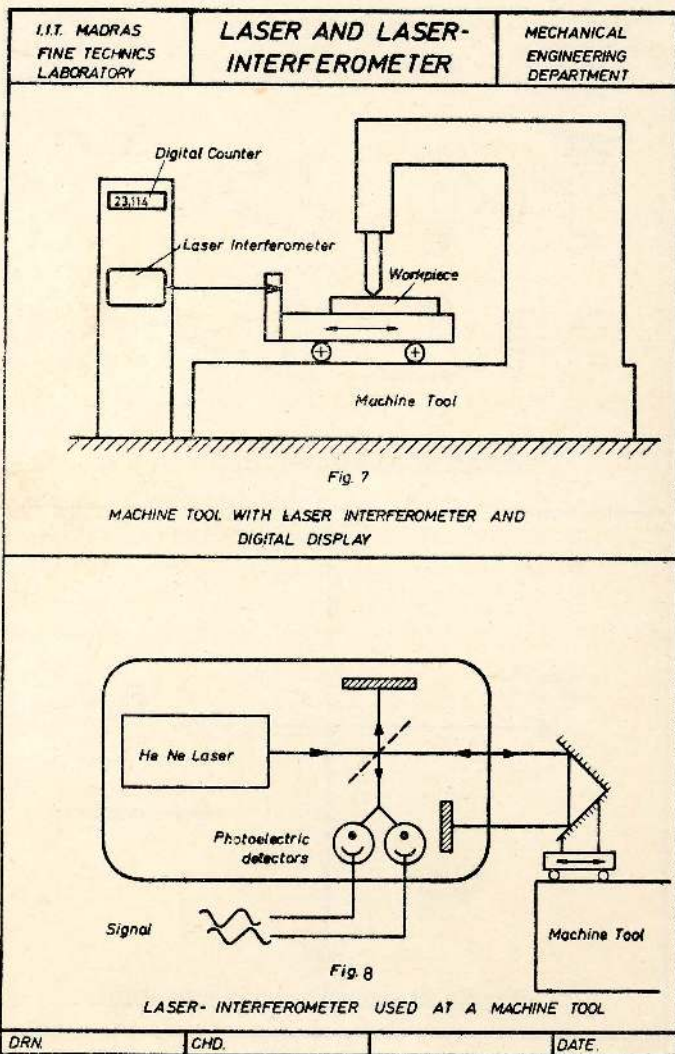 I.I.T. MADRAS
FINE TECHNICS
LABORATORY
LASER AND LASER-
INTERFEROMETER
MECHANICAL
ENGINEERING
DEPARTMENT
Digital Counter
23,114
Laser Interferometer
Workpiece
Machine Tool
Fig. 7
MACHINE TOOL WITH LASER INTERFEROMETER AND
DIGITAL DISPLAY
He Ne Laser
Photoelectric
detectors
Signal
Machine Tool
Fig. 8
LASER- INTERFEROMETER USED AT A MACHINE TOOL
DRN.
CHD.
DATE.